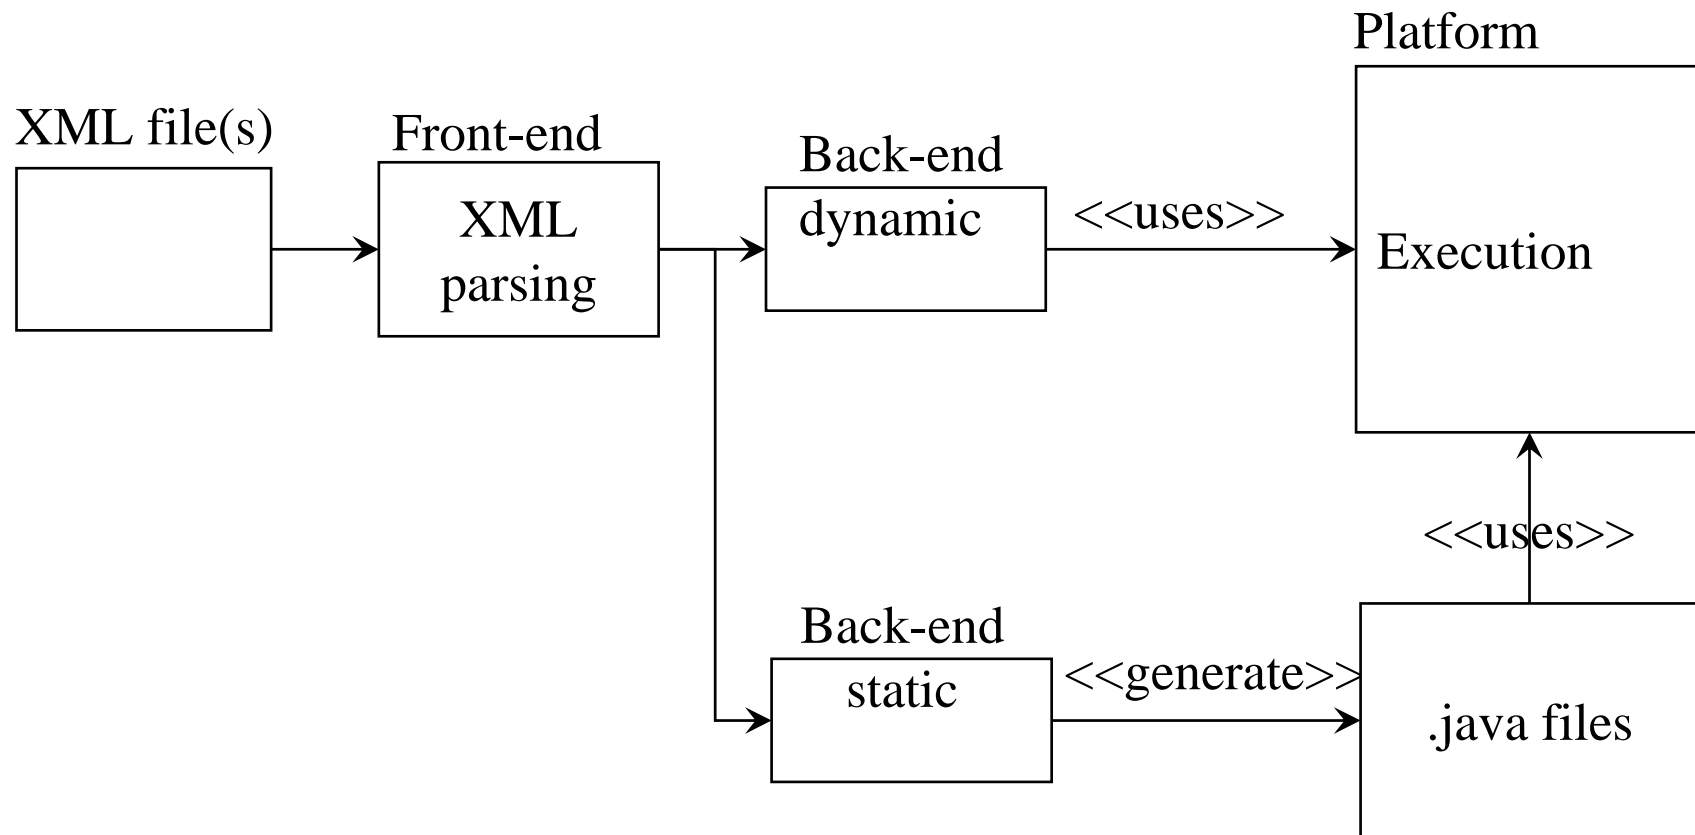 Platform
XML file(s)
Front-end
Back-end
XML
parsing
dynamic
<<uses>>
Execution
<<uses>>
Back-end
static
<<generate>>
.java files